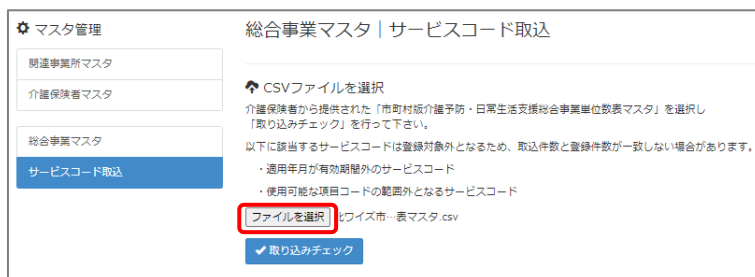 マスタ管理
関連事業所マスタ
介護保険者マスタ
総合事業マスタ
サービスコード取込
総合事業マスタ｜サービスコード取込
CSVファイルを選択
介護保険者から提供された「市町村版介護予防・日常生活支援総合事業単位数表マスタ」を選択し
「取り込みチェック」を行って下さい。
以下に該当するサービスコードは登録対象外となるため、取込件数と登録件数が一致しない場合があります。
・適用年月が有効期間外のサービスコード
・使用可能な項目コードの範囲外となるサービスコード
ファイルを選択 ワイズ市…表マスタ.csv
取り込みチェック